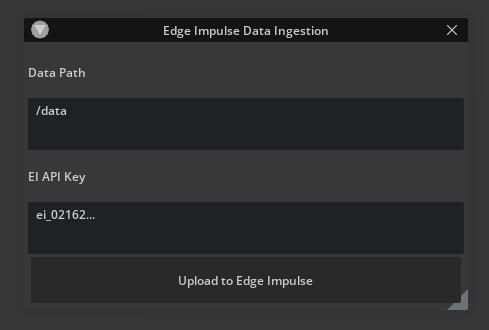 Edge Impulse Data Ingestion
Data Path
/data
EI API Key
ei_02162...
Upload to Edge Impulse